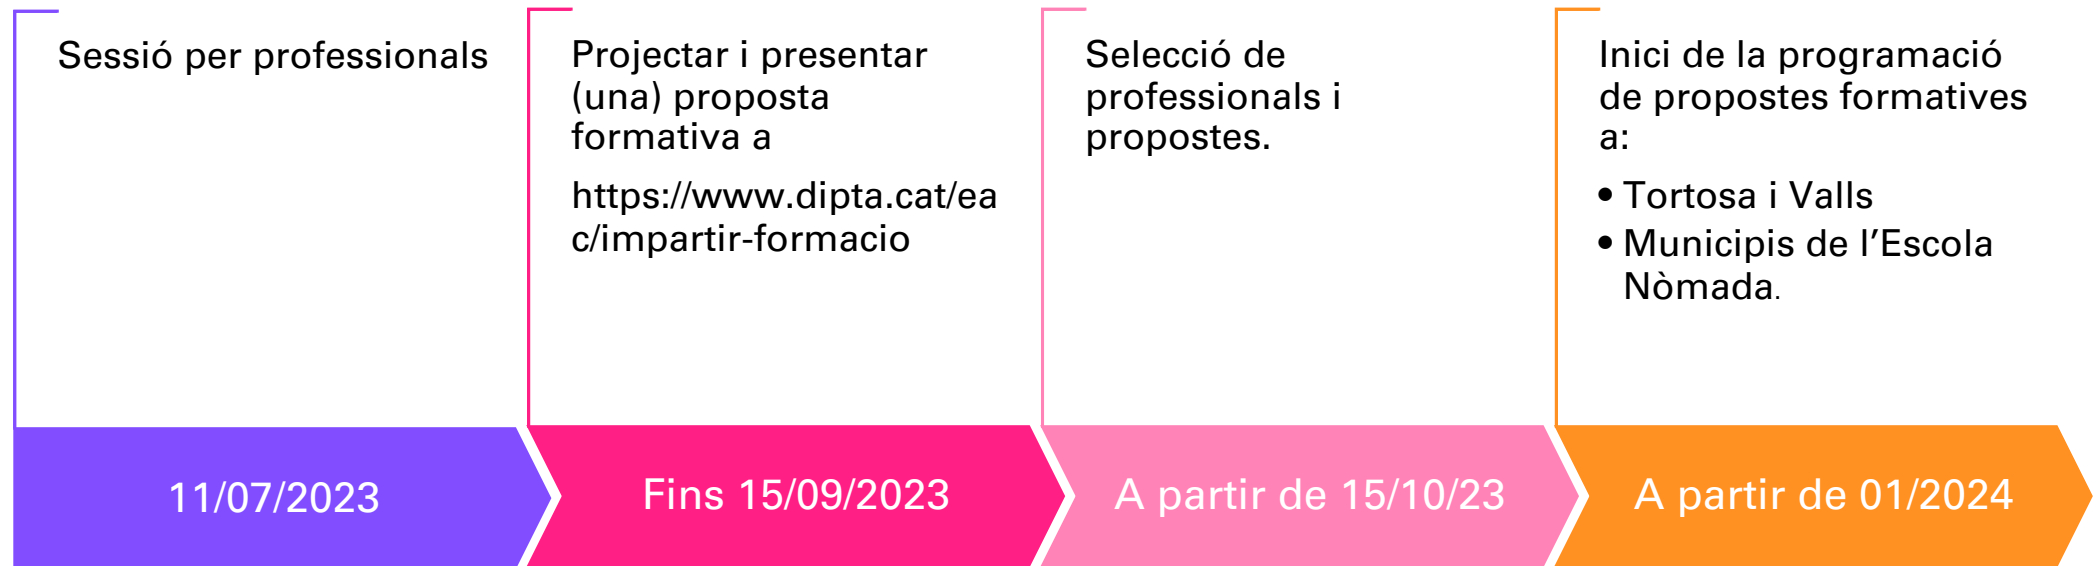 Sessió per professionals
11/07/2023
Projectar i presentar
(una) proposta
formativa a
https://www.dipta.cat/ea
c/impartir-formacio
Fins 15/09/2023
Selecció de
professionals i
propostes.
A partir de 15/10/23
Inici de la programació
de propostes formatives
a:
• Tortosa i Valls
• Municipis de l’Escola
Nòmada.
A partir de 01/2024